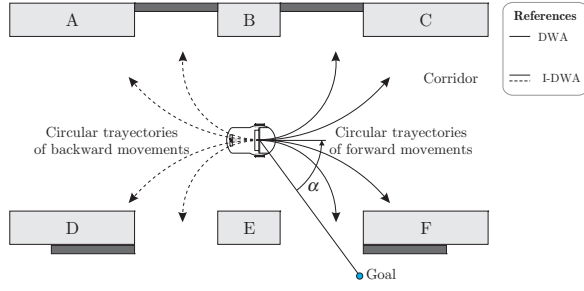 A
B
C
References
DWA
I-DWA
Corridor
Circular trayectories
of backward movements
Circular trayectories
of forward movements
α
D
E
F
Goal